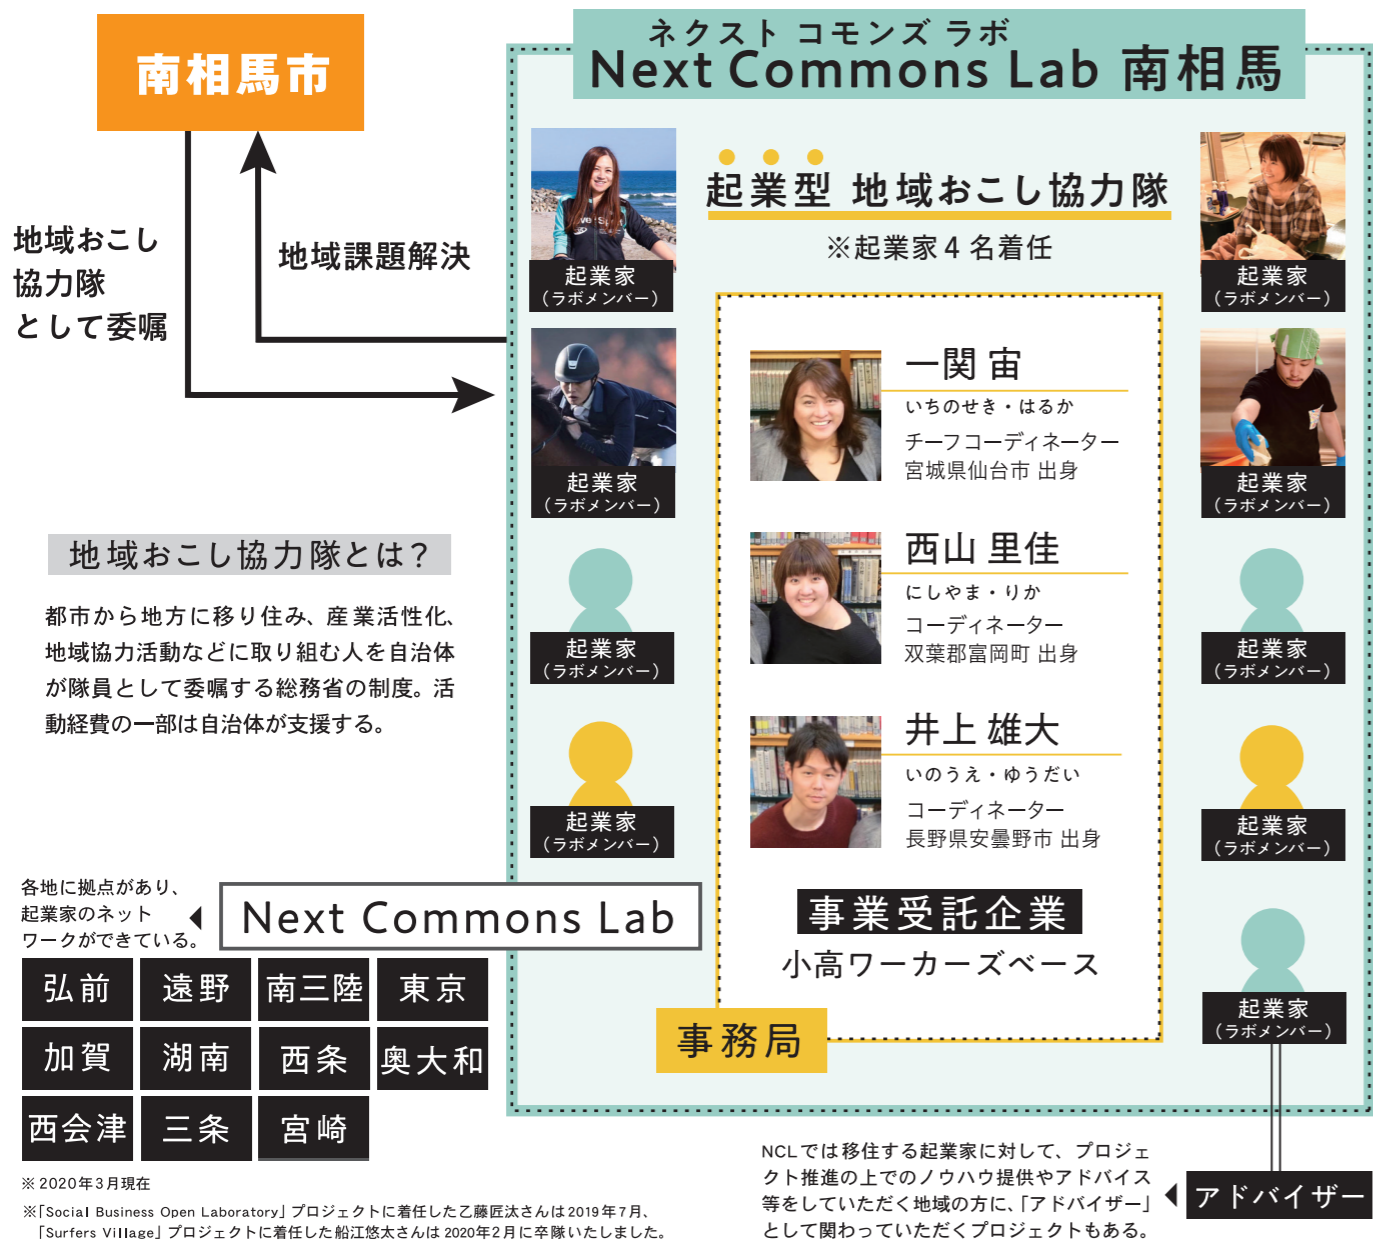 南相馬市
地域おこし
協力隊
として委嘱
地域課題解決
ネクスト コモンズ ラボ
Next Commons Lab 南相馬
起業型 地域おこし協力隊
※起業家4名着任
起業家
（ラボメンバー）
起業家
（ラボメンバー）
起業家
（ラボメンバー）
起業家
（ラボメンバー）
起業家
（ラボメンバー）
起業家
（ラボメンバー）
起業家
（ラボメンバー）
起業家
（ラボメンバー）
起業家
（ラボメンバー）
一関 宙
いちのせき・はるか
チーフコーディネーター
宮城県仙台市 出身
西山 里佳
にしやま・りか
コーディネーター
双葉郡富岡町 出身
井上 雄大
いのうえ・ゆうだい
コーディネーター
長野県安曇野市 出身
事業受託企業
小高ワーカーズベース
事務局
地域おこし協力隊とは？
都市から地方に移り住み、産業活性化、
地域協力活動などに取り組む人を自治体
が隊員として委嘱する総務省の制度。活
動経費の一部は自治体が支援する。
各地に拠点があり、
起業家のネット
ワークができている。
Next Commons Lab
弘前 遠野 南三陸 東京
加賀 湖南 西条 奥大和
西会津 三条 宮崎
※2020年3月現在
※「Social Business Open Laboratory」プロジェクトに着任した乙藤匠汰さんは2019年7月、
「Surfers Village」プロジェクトに着任した船江悠太さんは2020年2月に卒隊いたしました。
NCLでは移住する起業家に対して、プロジェ
クト推進の上でのノウハウ提供やアドバイス
等をしていただく地域の方に、「アドバイザー」
として関わっていただくプロジェクトもある。
アドバイザー